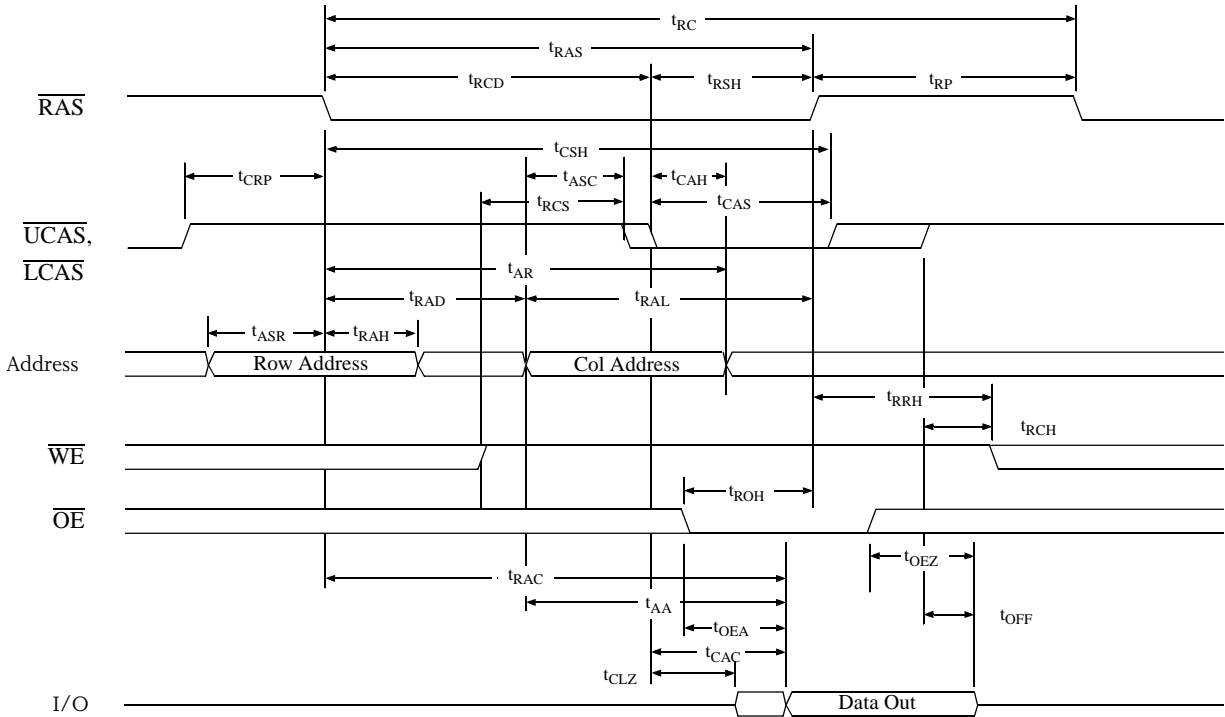 tRC
tRAS
tRCD tRSH tRP
RAS
tCSH
tCRP tASC tCAH
tRCS tCAS
UCAS,
LCAS
tAR
tRAD tRAL
tASR tRAH
Address Row Address Col Address
tRRH
tRCH
WE
tROH
OE
tOEZ
tRAC
tAA
tOFF
tOEA
tCAC
tCLZ
I/O Data Out